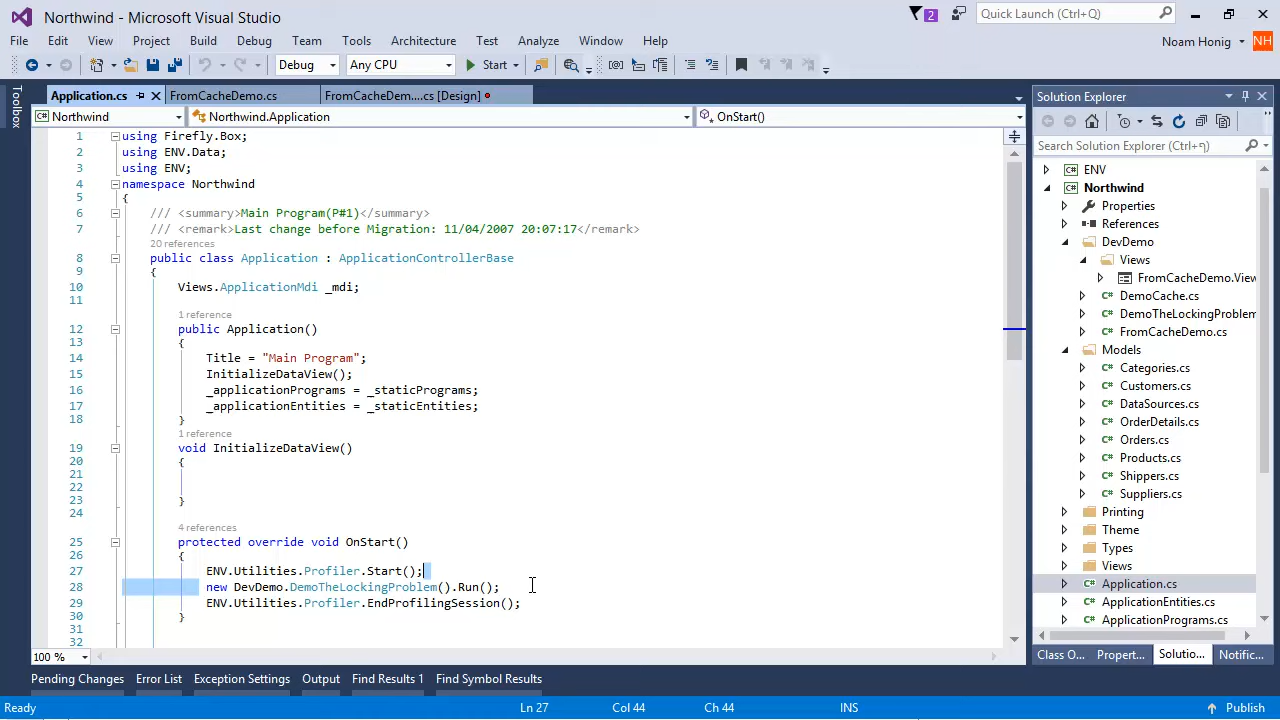 Northwind - Microsoft Visual Studio
2
Quick Launch (Ctrl+Q)
File Edit View Project Build Debug Team Tools Architecture Test Analyze Window Help
Noam Honig NH
Debug Any CPU Start
Toolbox
Application.cs FromCacheDemo.cs FromCacheDem....cs [Design]
Northwind Northwind.Application OnStart()
1 using Firefly.Box;
2 using ENV.Data;
3 using ENV;
4 namespace Northwind
5 {
6 /// <summary>Main Program(P#1)</summary>
7 /// <remark>Last change before Migration: 11/04/2007 20:07:17</remark>
20 references
8 public class Application : ApplicationControllerBase
9 {
10 Views.ApplicationMdi _mdi;
11
1 reference
12 public Application()
13 {
14 Title = "Main Program";
15 InitializeDataView();
16 _applicationPrograms = _staticPrograms;
17 _applicationEntities = _staticEntities;
18 }
1 reference
19 void InitializeDataView()
20 {
21
22
23 }
24
4 references
25 protected override void OnStart()
26 {
27 ENV.Utilities.Profiler.Start();
28 new DevDemo.DemoTheLockingProblem().Run();
29 ENV.Utilities.Profiler.EndProfilingSession();
30 }
31
32
100 %
Solution Explorer
Search Solution Explorer (Ctrl+ף)
ENV
Northwind
Properties
References
DevDemo
Views
FromCacheDemo.View
DemoCache.cs
DemoTheLockingProblem
FromCacheDemo.cs
Models
Categories.cs
Customers.cs
DataSources.cs
OrderDetails.cs
Orders.cs
Products.cs
Shippers.cs
Suppliers.cs
Printing
Theme
Types
Views
Application.cs
ApplicationEntities.cs
ApplicationPrograms.cs
Class O... Propert... Solutio... Notific...
Pending Changes Error List Exception Settings Output Find Results 1 Find Symbol Results
Ready Ln 27 Col 44 Ch 44 INS Publish